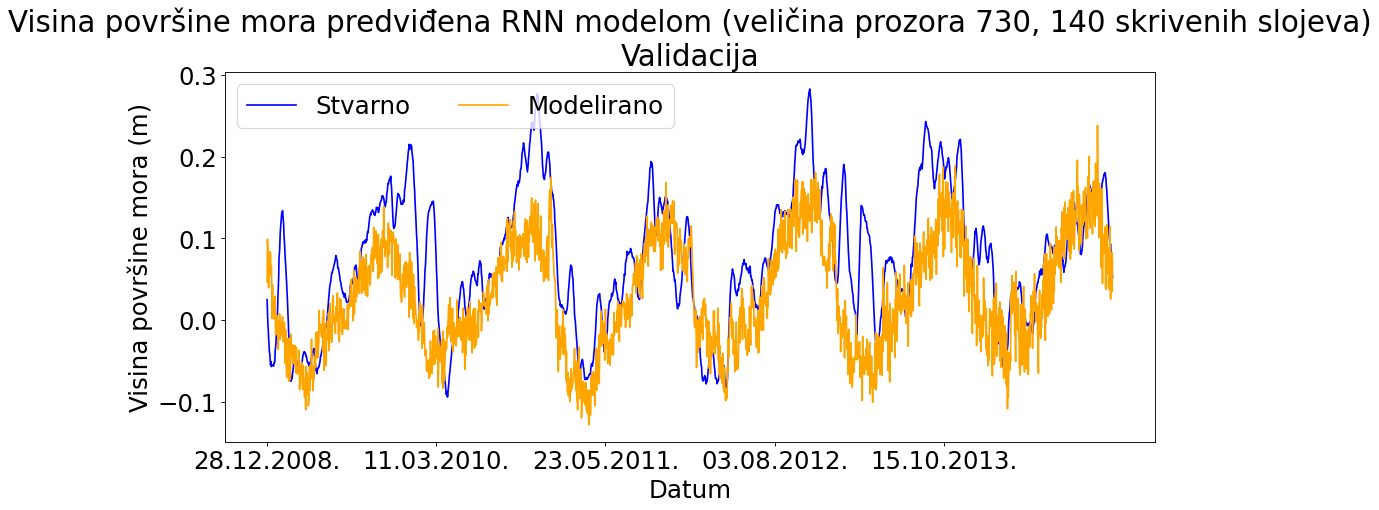 Visina površine mora predviđena RNN modelom (veličina prozora 730, 140 skrivenih slojeva)
Validacija
Stvarno Modelirano
Visina površine mora (m)
0.3
0.2
0.1
0.0
−0.1
28.12.2008. 11.03.2010. 23.05.2011. 03.08.2012. 15.10.2013.
Datum